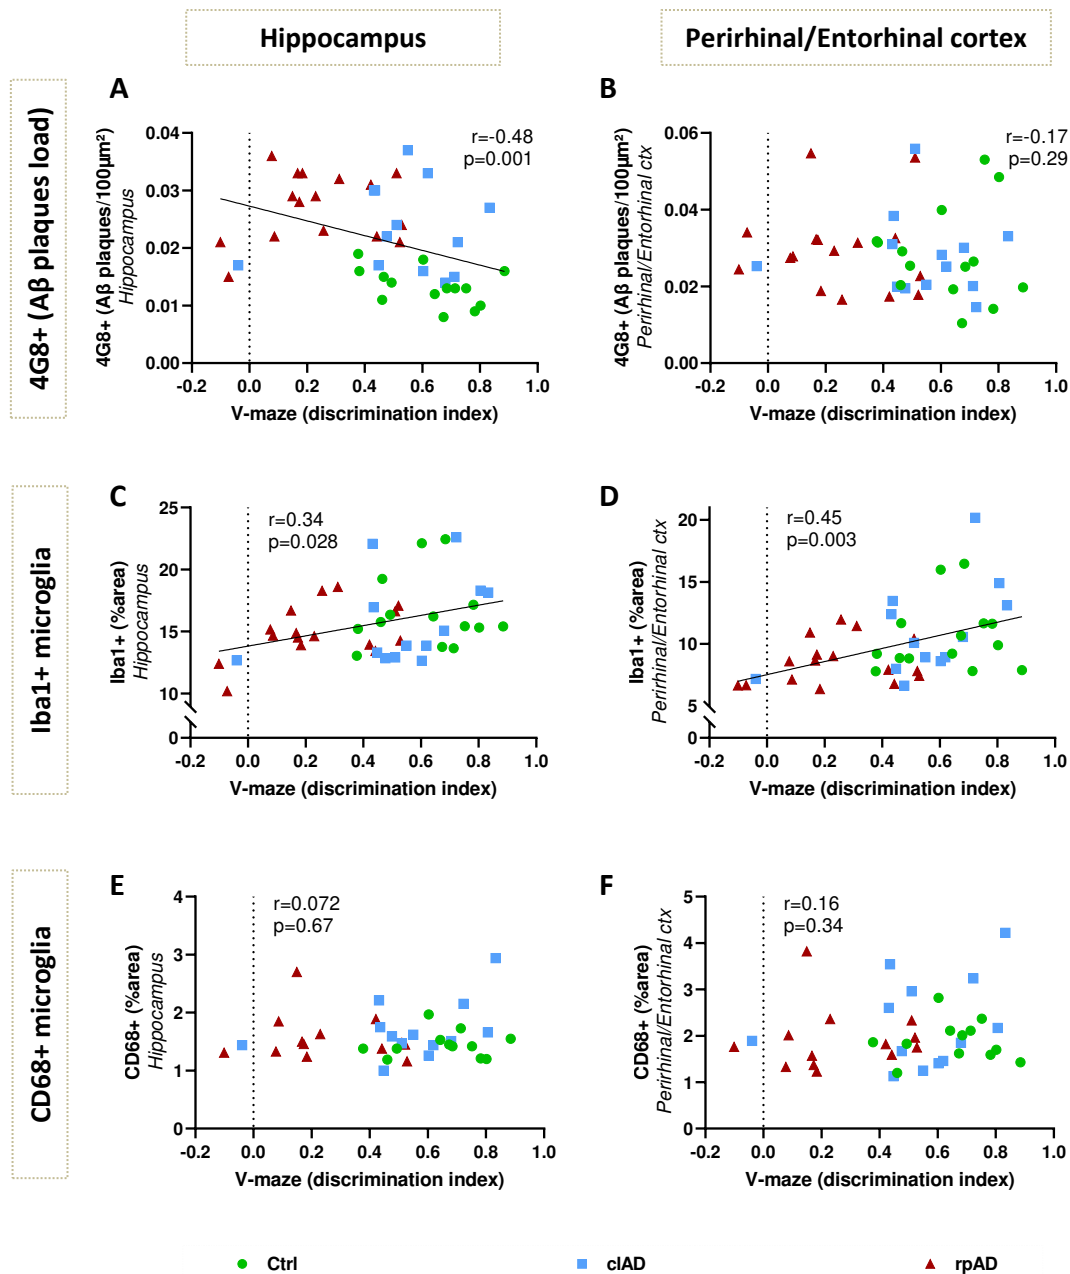 Hippocampus
Perirhinal/Entorhinal cortex
4G8+ (Aβ plaques load)
A
4G8+ (Aβ plaques/100µm²)
Hippocampus
0.04
0.03
0.02
0.01
0.00
r=-0.48
p=0.001
-0.2 0.0 0.2 0.4 0.6 0.8 1.0
V-maze (discrimination index)
B
4G8+ (Aβ plaques/100µm²)
Perirhinal/Entorhinal ctx
0.06
0.04
0.02
0.00
r=-0.17
p=0.29
-0.2 0.0 0.2 0.4 0.6 0.8 1.0
V-maze (discrimination index)
Iba1+ microglia
C
Iba1+ (%area)
Hippocampus
25
20
15
10
0
r=0.34
p=0.028
-0.2 0.0 0.2 0.4 0.6 0.8 1.0
V-maze (discrimination index)
D
Iba1+ (%area)
Perirhinal/Entorhinal ctx
20
15
10
5
0
r=0.45
p=0.003
-0.2 0.0 0.2 0.4 0.6 0.8 1.0
V-maze (discrimination index)
CD68+ microglia
E
CD68+ (%area)
Hippocampus
4
3
2
1
0
r=0.072
p=0.67
-0.2 0.0 0.2 0.4 0.6 0.8 1.0
V-maze (discrimination index)
F
CD68+ (%area)
Perirhinal/Entorhinal ctx
5
4
3
2
1
0
r=0.16
p=0.34
-0.2 0.0 0.2 0.4 0.6 0.8 1.0
V-maze (discrimination index)
Ctrl
clAD
rpAD